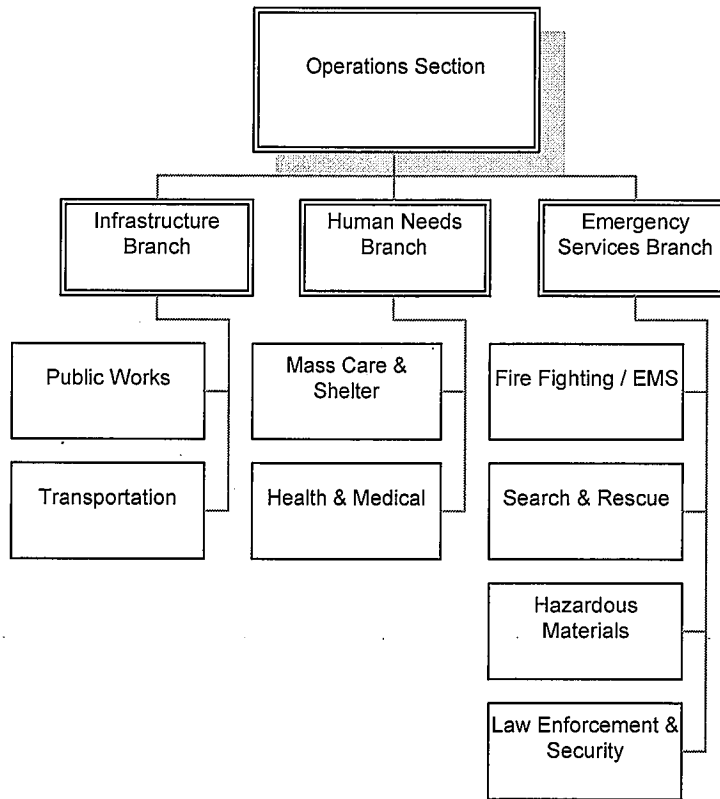 Operations Section
Infrastructure
Branch
Human Needs
Branch
Emergency
Services Branch
Public Works
Transportation
Mass Care &
Shelter
Health & Medical
Fire Fighting / EMS
Search & Rescue
Hazardous
Materials
Law Enforcement &
Security